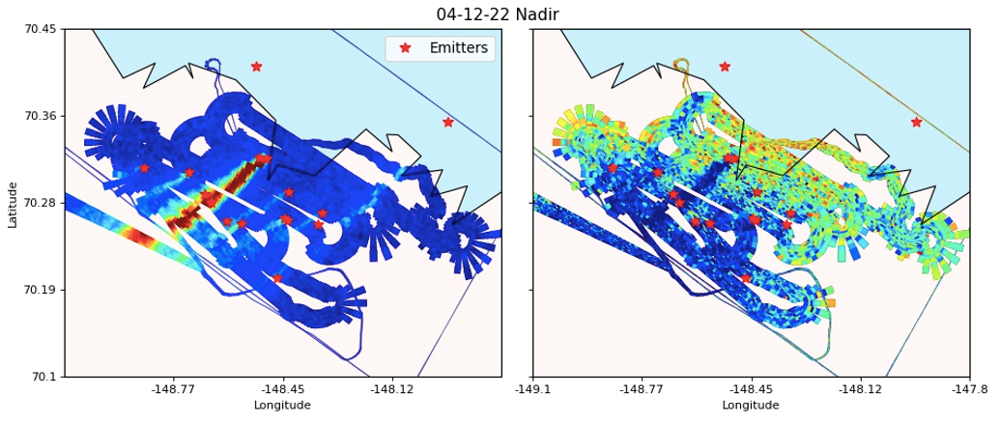 04-12-22 Nadir
Emitters
Latitude
70.45
70.36
70.28
70.19
70.1
-148.77
-148.45
-148.12
Longitude
-149.1
-148.77
-148.45
-148.12
-147.8
Longitude